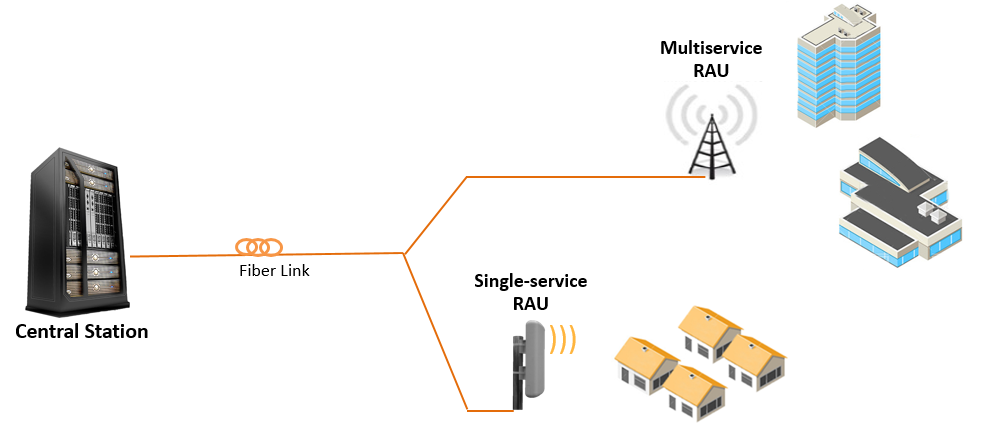 Multiservice
RAU
Fiber Link
Single-service
RAU
Central Station